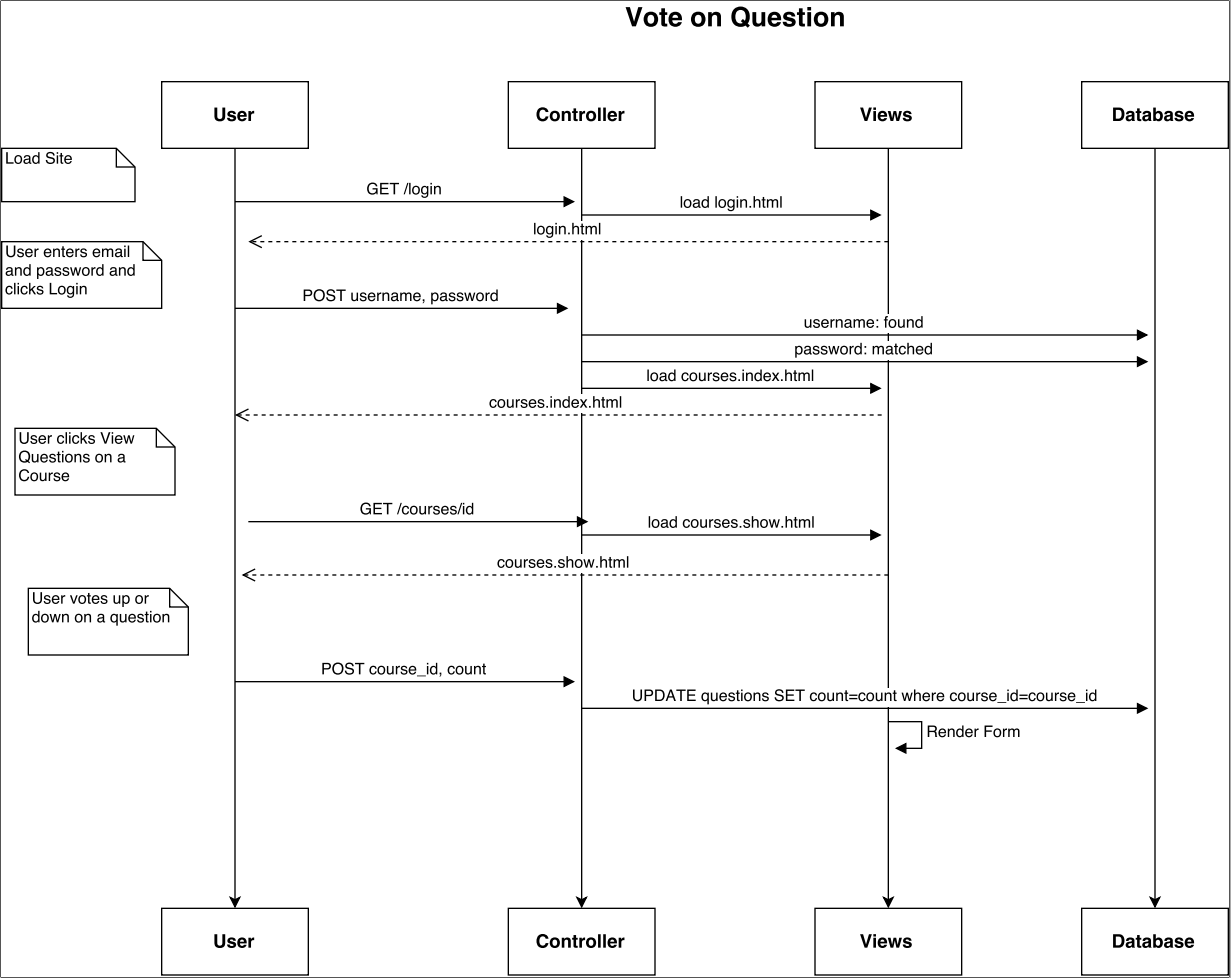 Vote on Question
User
Controller
Views
Database
Load Site
GET /login
load login.html
login.html
User enters email
and password and
clicks Login
POST username, password
username: found
password: matched
load courses.index.html
courses.index.html
User clicks View
Questions on a
Course
GET /courses/id
load courses.show.html
courses.show.html
User votes up or
down on a question
POST course_id, count
UPDATE questions SET count=count where course_id=course_id
Render Form
User
Controller
Views
Database